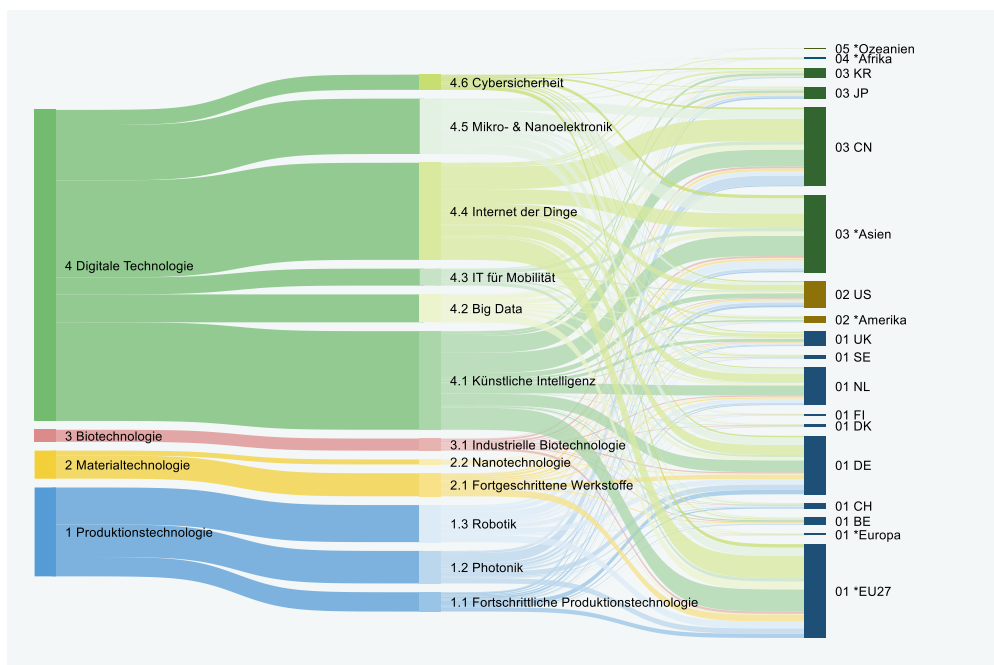 4 Digitale Technologie
3 Biotechnologie
2 Materialtechnologie
1 Produktionstechnologie
4.6 Cybersicherheit
4.5 Mikro- & Nanoelektronik
4.4 Internet der Dinge
4.3 IT für Mobilität
4.2 Big Data
4.1 Künstliche Intelligenz
3.1 Industrielle Biotechnologie
2.2 Nanotechnologie
2.1 Fortgeschrittene Werkstoffe
1.3 Robotik
1.2 Photonik
1.1 Fortschrittliche Produktionstechnologie
05 *Ozeanien
04 *Afrika
03 KR
03 JP
03 CN
03 *Asien
02 US
02 *Amerika
01 UK
01 SE
01 NL
01 FI
01 DK
01 DE
01 CH
01 BE
01 *Europa
01 *EU27